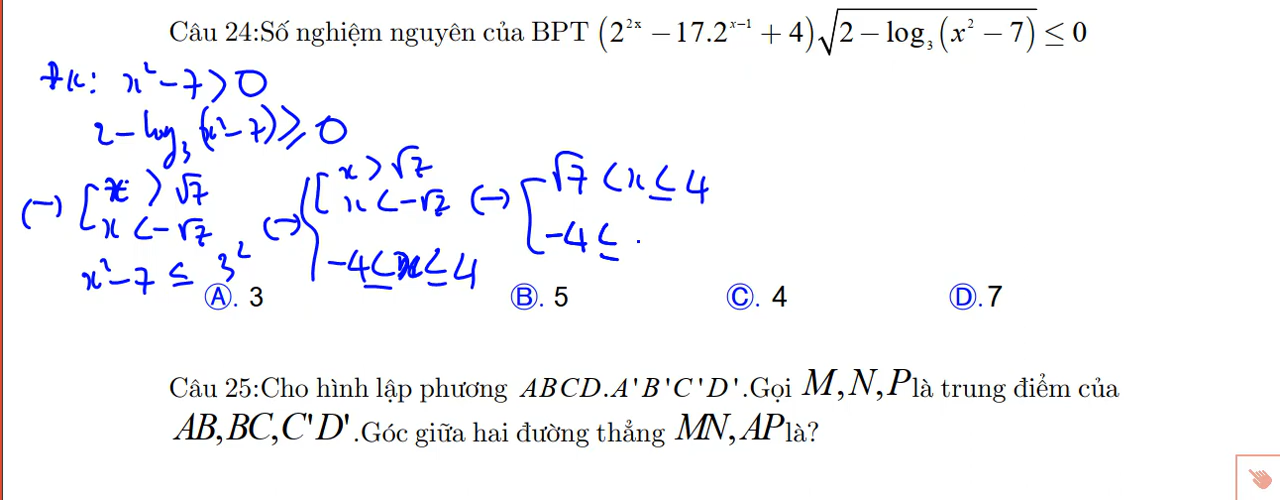 Câu 24:Số nghiệm nguyên của BPT (2^{2x} − 17.2^{x−1} + 4)√(2 − log₃(x² − 7)) ≤ 0
ĐK: x² − 7 > 0
2 − log₃(x² − 7) ≥ 0
(→) [ x > √7
x < −√7
x² − 7 ≤ 3²
(→) { [ x > √7
x < −√7
−4 ≤ x ≤ 4
(→) [ √7 < x ≤ 4
−4 ≤ .
Ⓐ. 3 Ⓑ. 5 Ⓒ. 4 Ⓓ. 7
Câu 25:Cho hình lập phương ABCD.A'B'C'D'.Gọi M,N,P là trung điểm của
AB,BC,C'D'.Góc giữa hai đường thẳng MN,AP là?